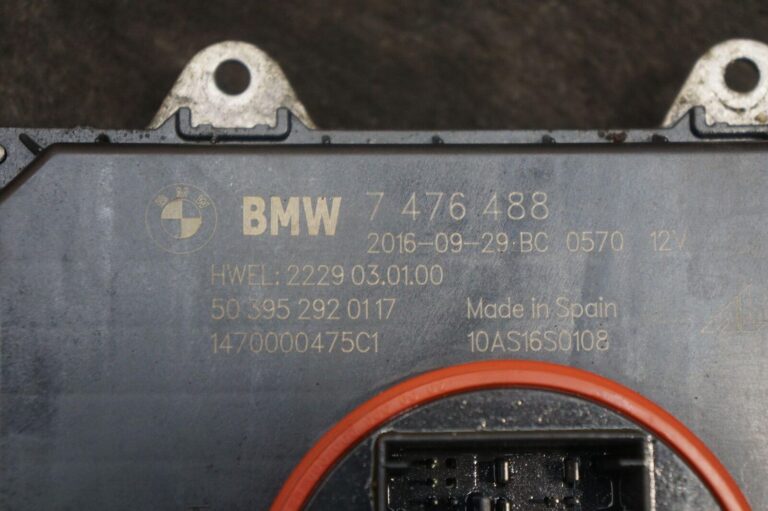 BMW 7 476 488
2016-09-29·BC 0570 12V
HWEL: 2229 03.01.00
50 395 292 0117 Made in Spain
1470000475C1 10AS16S0108